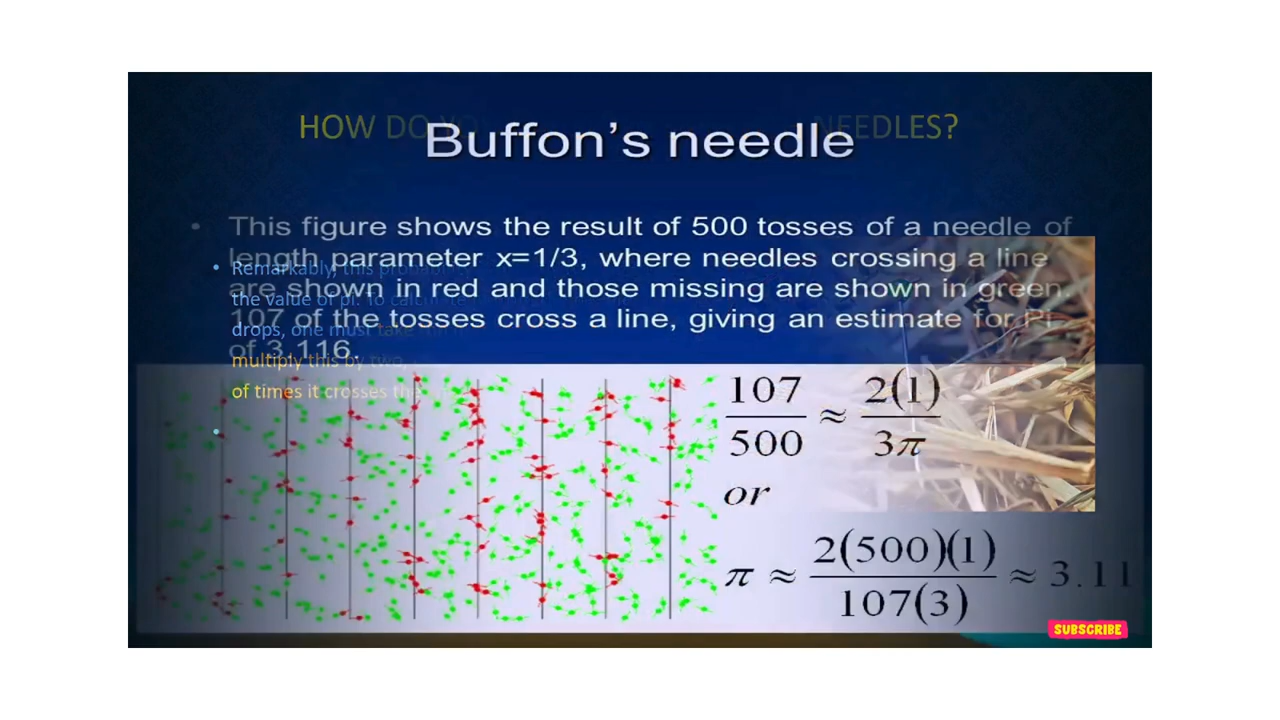 HOW DO NEEDLES?
Buffon's needle
• This figure shows the result of 500 tosses of a needle of
length parameter x=1/3, where needles crossing a line
are shown in red and those missing are shown in green.
107 of the tosses cross a line, giving an estimate for Pi
of 3.116.
• Remarkably, this
the value of pi. To
drops, one must take
multiply this by two,
of times it crosses the
107/500 ≈ 2(1)/3π
or
π ≈ 2(500)(1)/107(3) ≈ 3.11
SUBSCRIBE